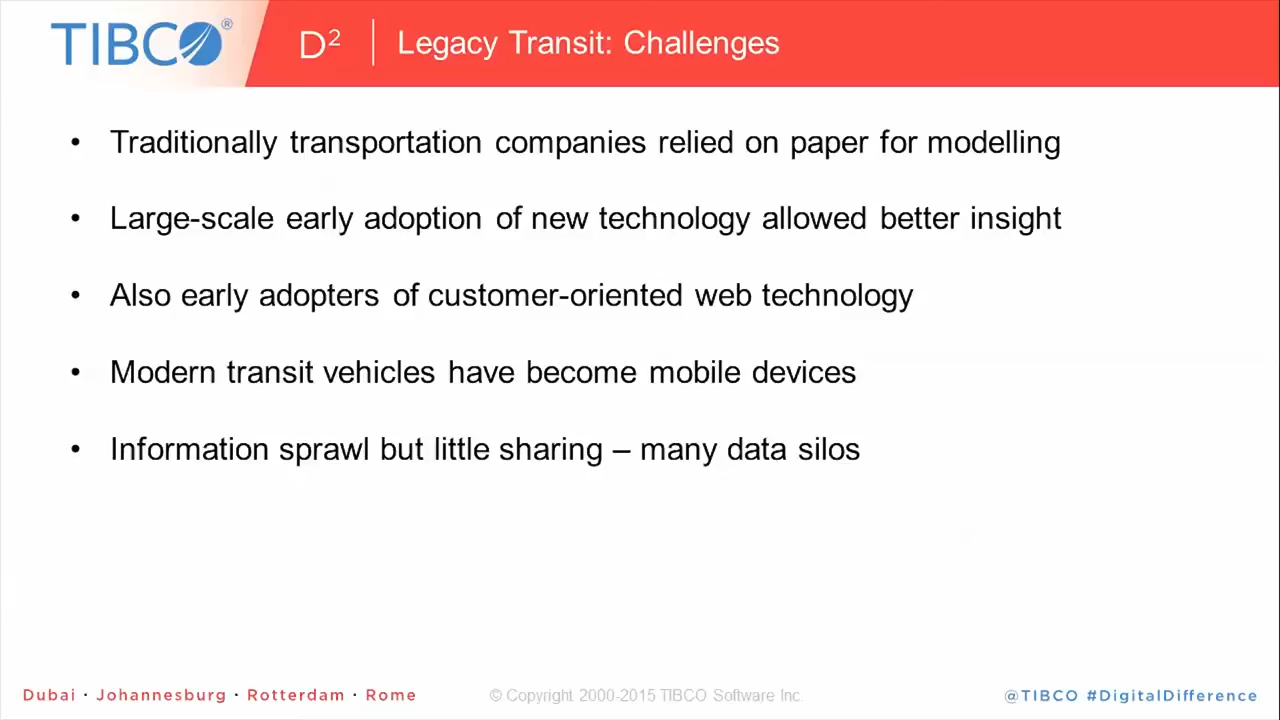 TIBCO®
D² | Legacy Transit: Challenges
• Traditionally transportation companies relied on paper for modelling
• Large-scale early adoption of new technology allowed better insight
• Also early adopters of customer-oriented web technology
• Modern transit vehicles have become mobile devices
• Information sprawl but little sharing – many data silos
Dubai · Johannesburg · Rotterdam · Rome
© Copyright 2000-2015 TIBCO Software Inc.
@TIBCO #DigitalDifference